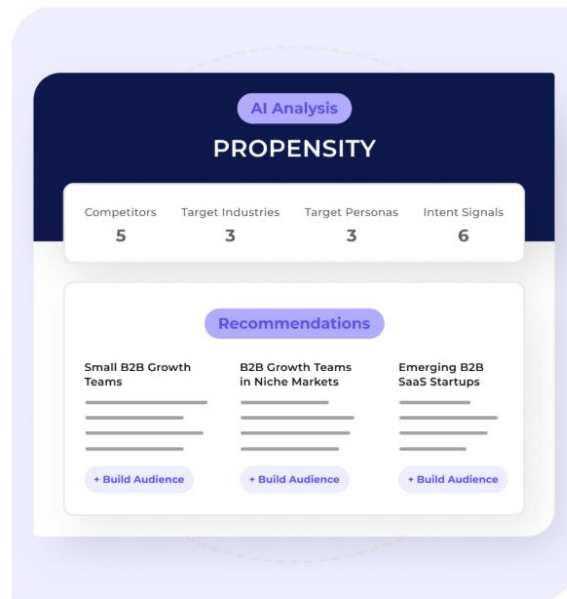 AI Analysis
PROPENSITY
Competitors Target Industries Target Personas Intent Signals
5 3 3 6
Recommendations
Small B2B Growth
Teams
B2B Growth Teams
in Niche Markets
Emerging B2B
SaaS Startups
+ Build Audience + Build Audience + Build Audience